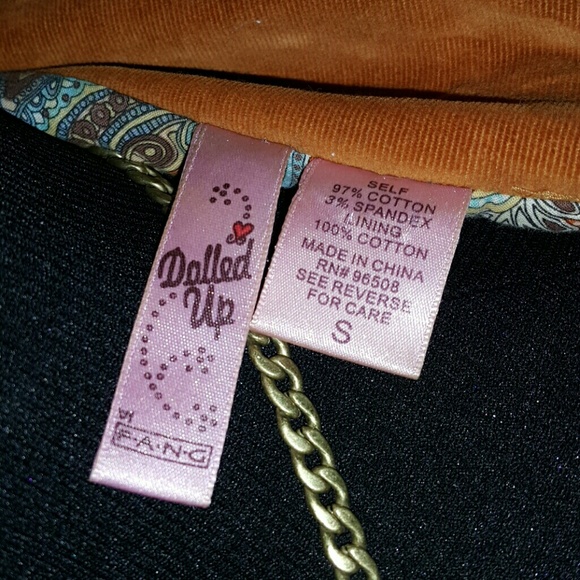 Dolled
Up
BY
F·A·N·G
SELF
97% COTTON
3% SPANDEX
LINING
100% COTTON
MADE IN CHINA
RN# 96508
SEE REVERSE
FOR CARE
S